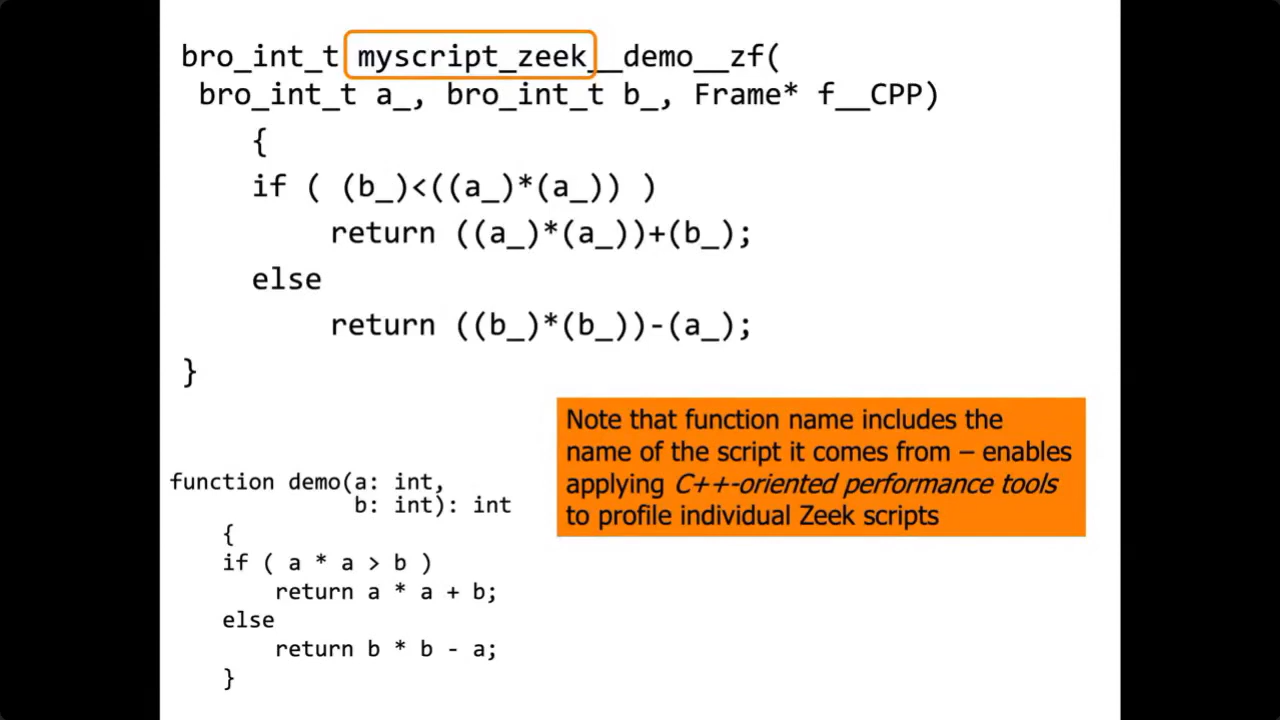 bro_int_t myscript_zeek__demo__zf(
bro_int_t a_, bro_int_t b_, Frame* f__CPP)
{
if ( (b_)<((a_)*(a_)) )
return ((a_)*(a_))+(b_);
else
return ((b_)*(b_))-(a_);
}
Note that function name includes the
name of the script it comes from – enables
applying C++-oriented performance tools
to profile individual Zeek scripts
function demo(a: int,
b: int): int
{
if ( a * a > b )
return a * a + b;
else
return b * b - a;
}